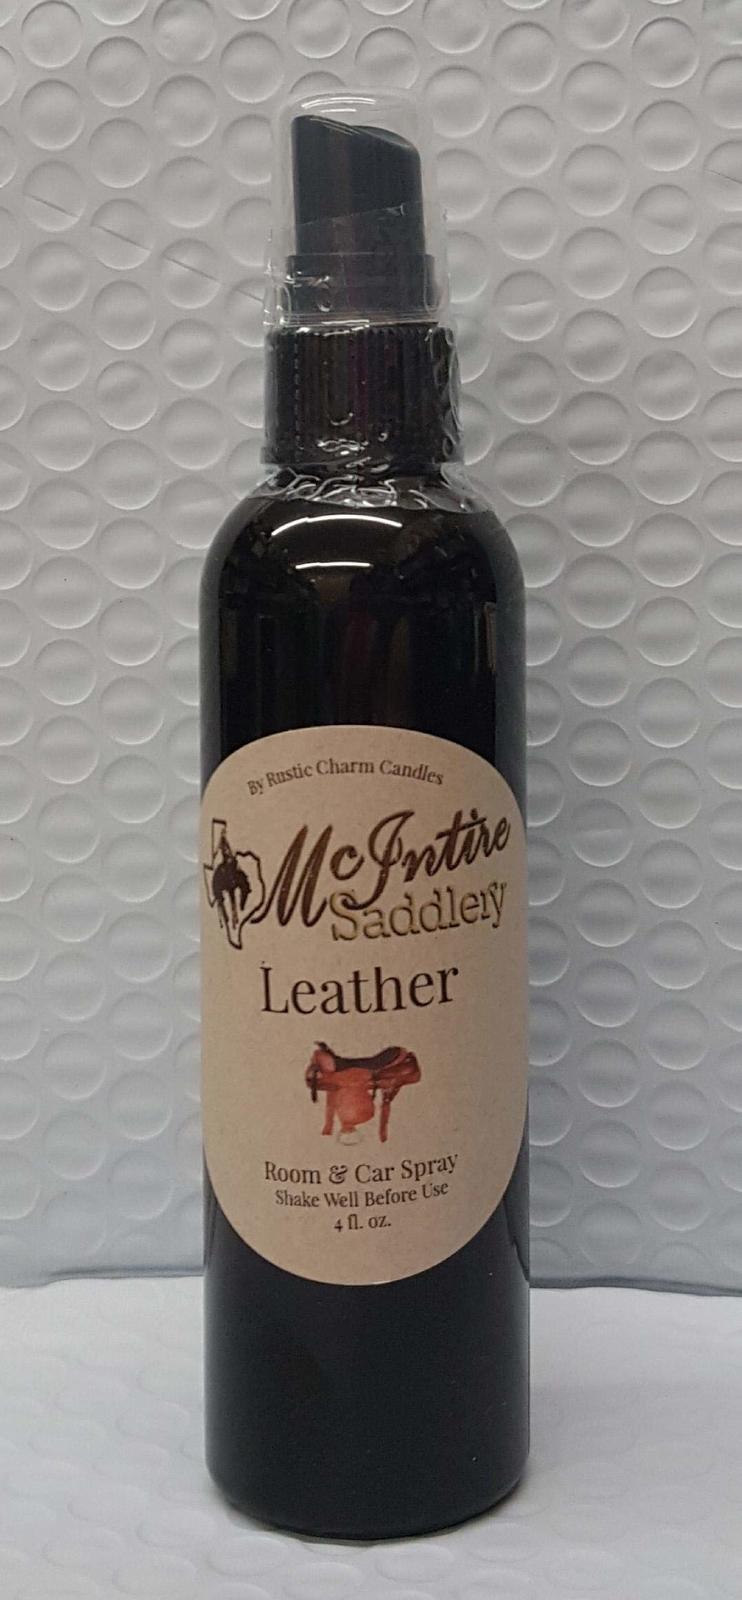 By Rustic Charm Candles
McIntire
Saddlery
Leather
Room & Car Spray
Shake Well Before Use
4 fl. oz.